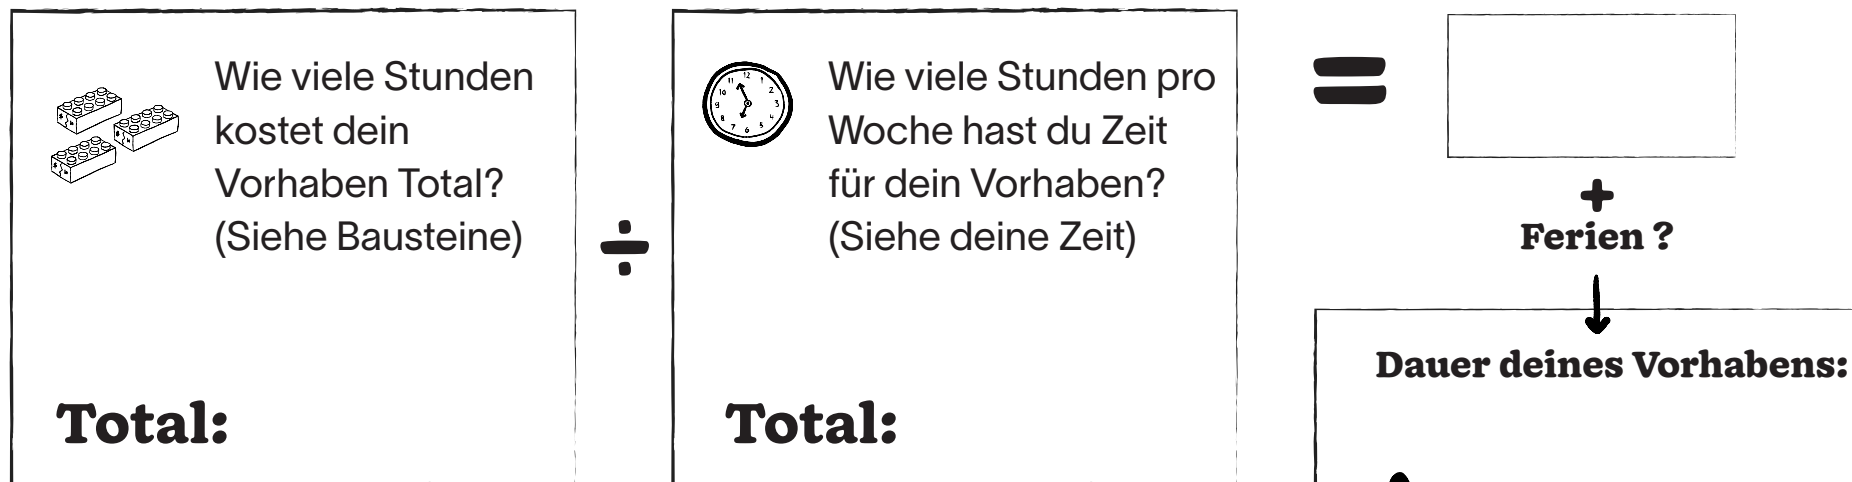 Wie viele Stunden
kostet dein
Vorhaben Total?
(Siehe Bausteine)
Total:
÷
Wie viele Stunden pro
Woche hast du Zeit
für dein Vorhaben?
(Siehe deine Zeit)
Total:
=
+
Ferien ?
Dauer deines Vorhabens: